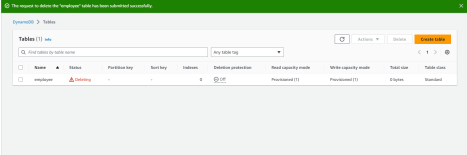 The request to delete the "employee" table has been submitted successfully.
DynamoDB > Tables
Tables (1) Info
Actions
Delete
Create table
Find tables by table name
Any table tag
1
Name Status Partition key Sort key Indexes Deletion protection Read capacity mode Write capacity mode Total size Table class
employee Deleting - - 0 Off Provisioned (1) Provisioned (1) 0 bytes Standard